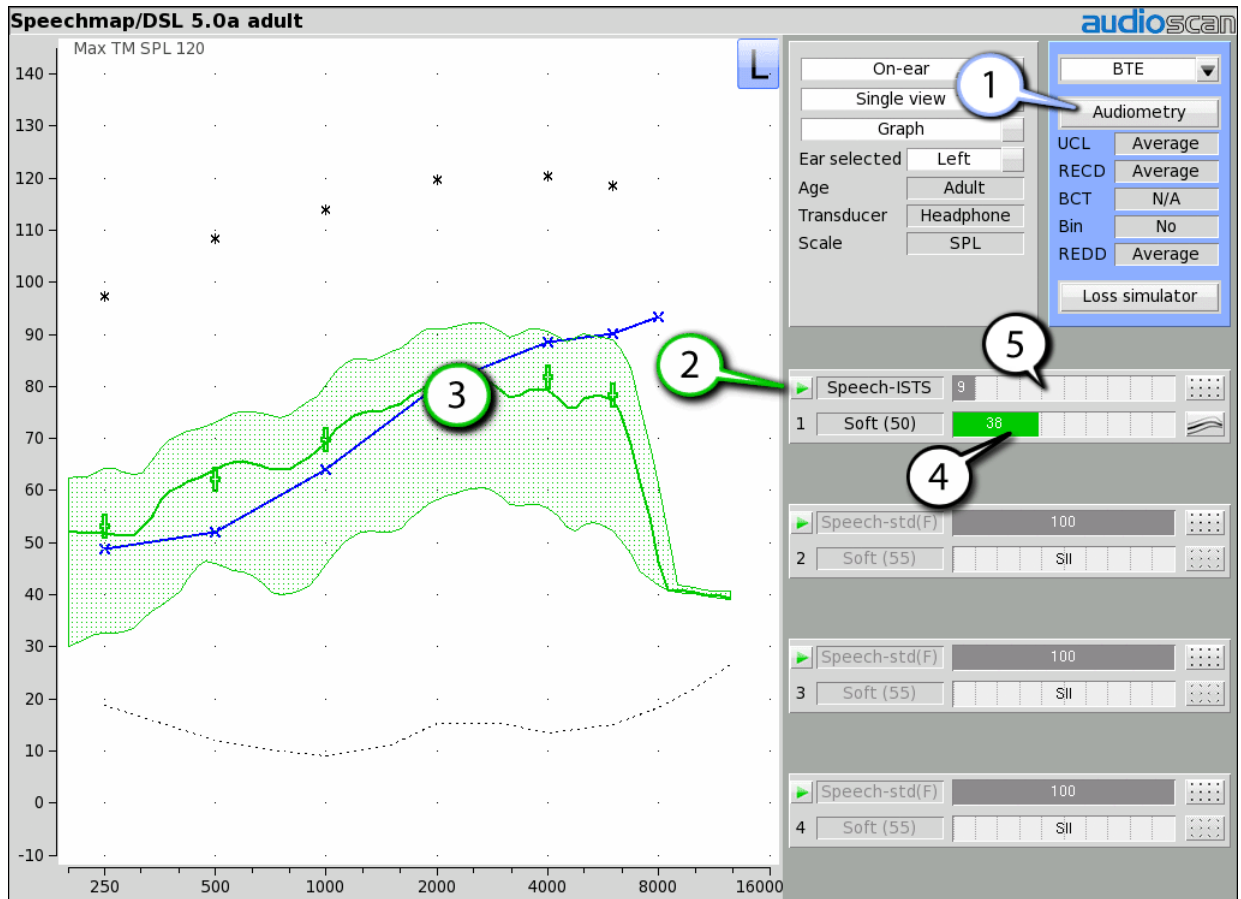 Speechmap/DSL 5.0a adult
audioscan
Max TM SPL 120
L
140
130
120
110
100
90
80
70
60
50
40
30
20
10
0
-10
250 500 1000 2000 4000 8000 16000
3
On-ear
Single view
Graph
Ear selected Left
Age Adult
Transducer Headphone
Scale SPL
1
BTE
Audiometry
UCL Average
RECD Average
BCT N/A
Bin No
REDD Average
Loss simulator
2
5
Speech-ISTS 9
1 Soft (50) 38
4
Speech-std(F) 100
2 Soft (55) SII
Speech-std(F) 100
3 Soft (55) SII
Speech-std(F) 100
4 Soft (55) SII